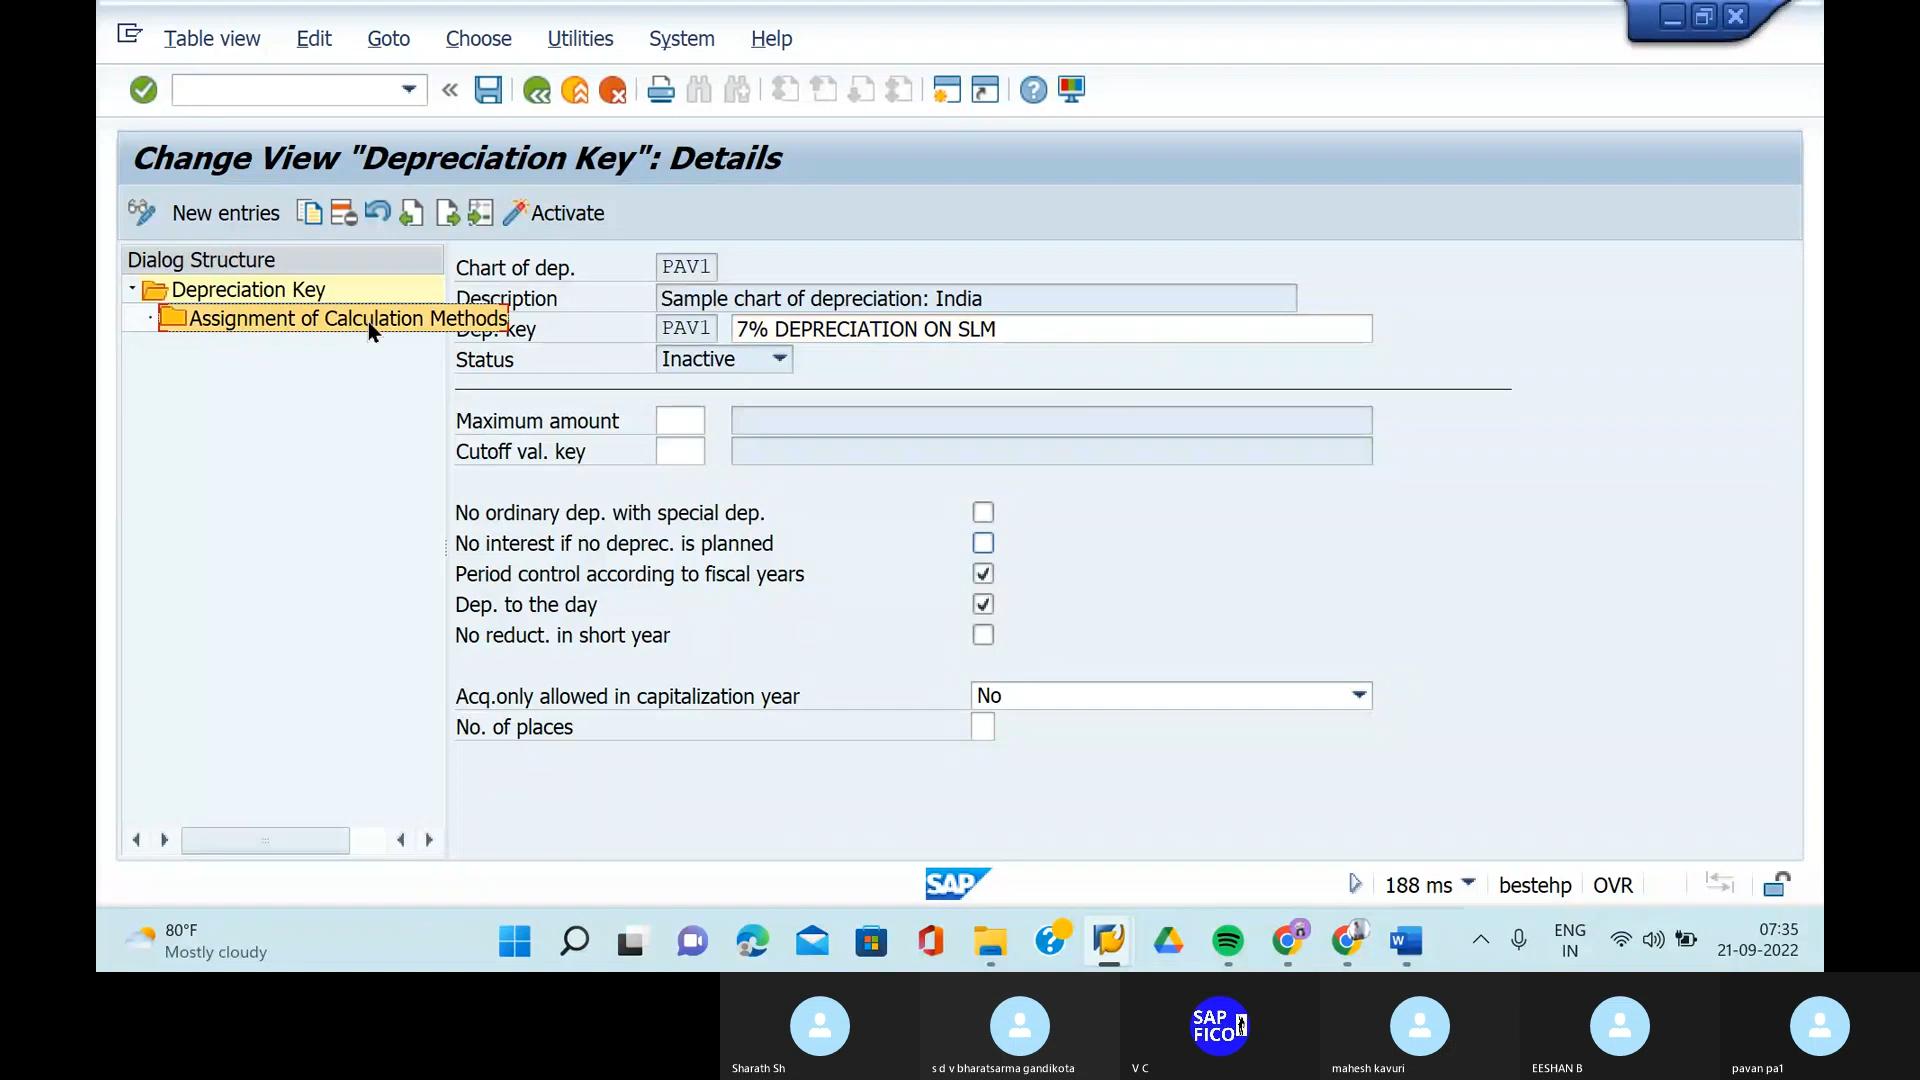 Table view Edit Goto Choose Utilities System Help
Change View "Depreciation Key": Details
New entries Activate
Dialog Structure
Depreciation Key
Assignment of Calculation Methods
Chart of dep. PAV1
Description Sample chart of depreciation: India
Dep. key PAV1 7% DEPRECIATION ON SLM
Status Inactive
Maximum amount
Cutoff val. key
No ordinary dep. with special dep.
No interest if no deprec. is planned
Period control according to fiscal years
Dep. to the day
No reduct. in short year
Acq.only allowed in capitalization year No
No. of places
SAP 188 ms bestehp OVR
80°F
Mostly cloudy
ENG
IN
07:35
21-09-2022
SAP
FICO
Sharath Sh s d v bharatsarma gandikota V C mahesh kavuri EESHAN B pavan pa1